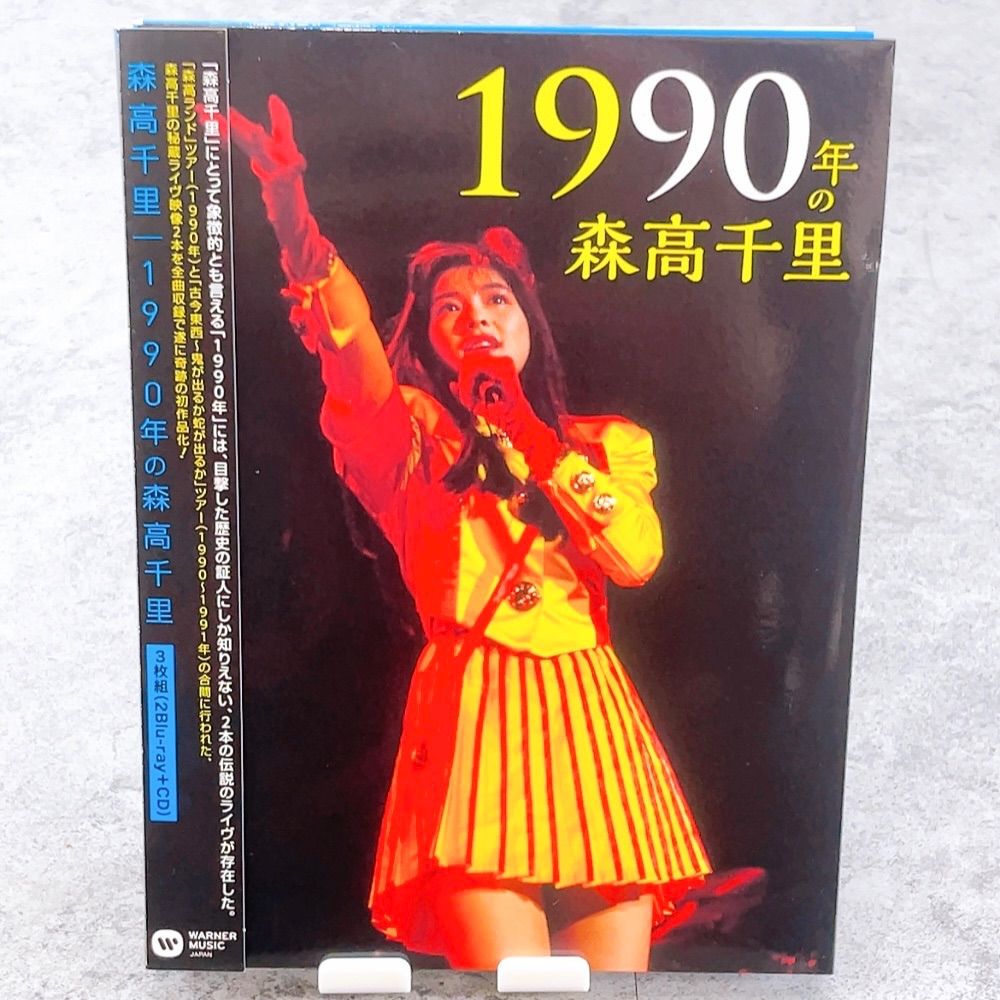 1990年の
森高千里
「森高千里」にとって象徴的とも言える「1990年」には、目撃した歴史の証人にしか知りえない、2本の伝説のライヴが存在した。
「森高ランド」ツアー(1990年)と「古今東西〜鬼が出るか蛇が出るか」ツアー(1990〜1991年)の合間に行われた、
森高千里の秘蔵ライヴ映像2本を全曲収録で遂に奇跡の初作品化!
森高千里|1990年の森高千里
3枚組(2Blu-ray+CD)
WARNER
MUSIC
JAPAN